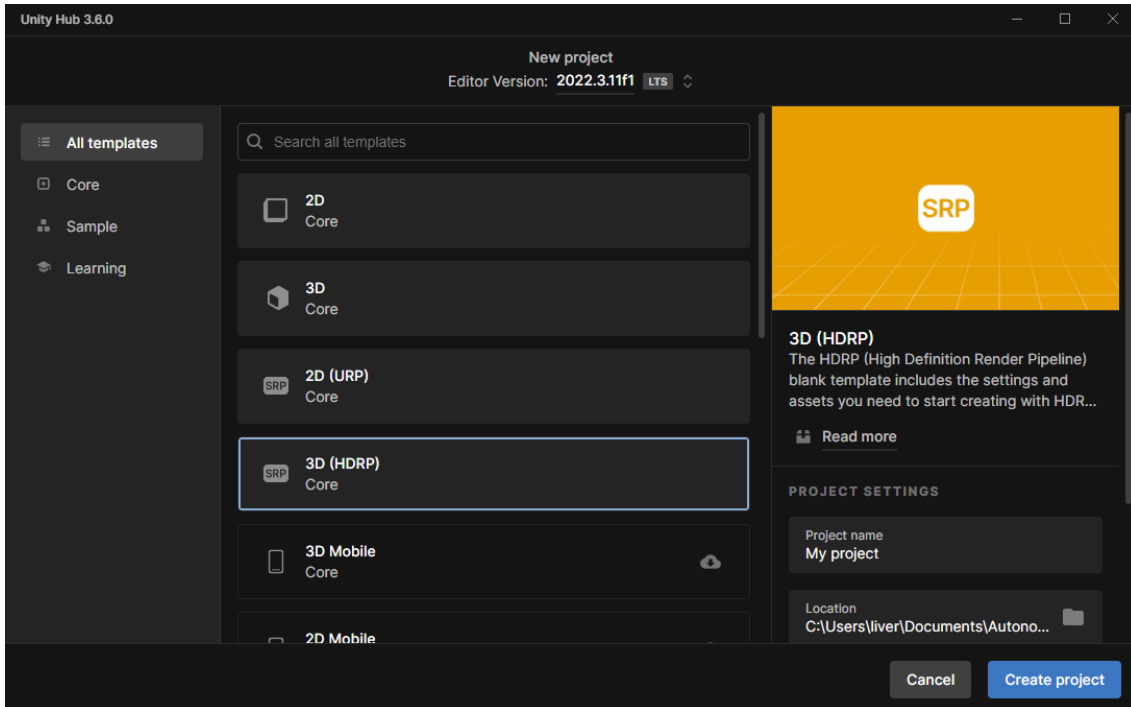 Unity Hub 3.6.0
New project
Editor Version: 2022.3.11f1 LTS
All templates
Core
Sample
Learning
Search all templates
2D
Core
3D
Core
SRP
2D (URP)
Core
SRP
3D (HDRP)
Core
3D Mobile
Core
2D Mobile
SRP
3D (HDRP)
The HDRP (High Definition Render Pipeline)
blank template includes the settings and
assets you need to start creating with HDR...
Read more
PROJECT SETTINGS
Project name
My project
Location
C:\Users\liver\Documents\Autono...
Cancel
Create project